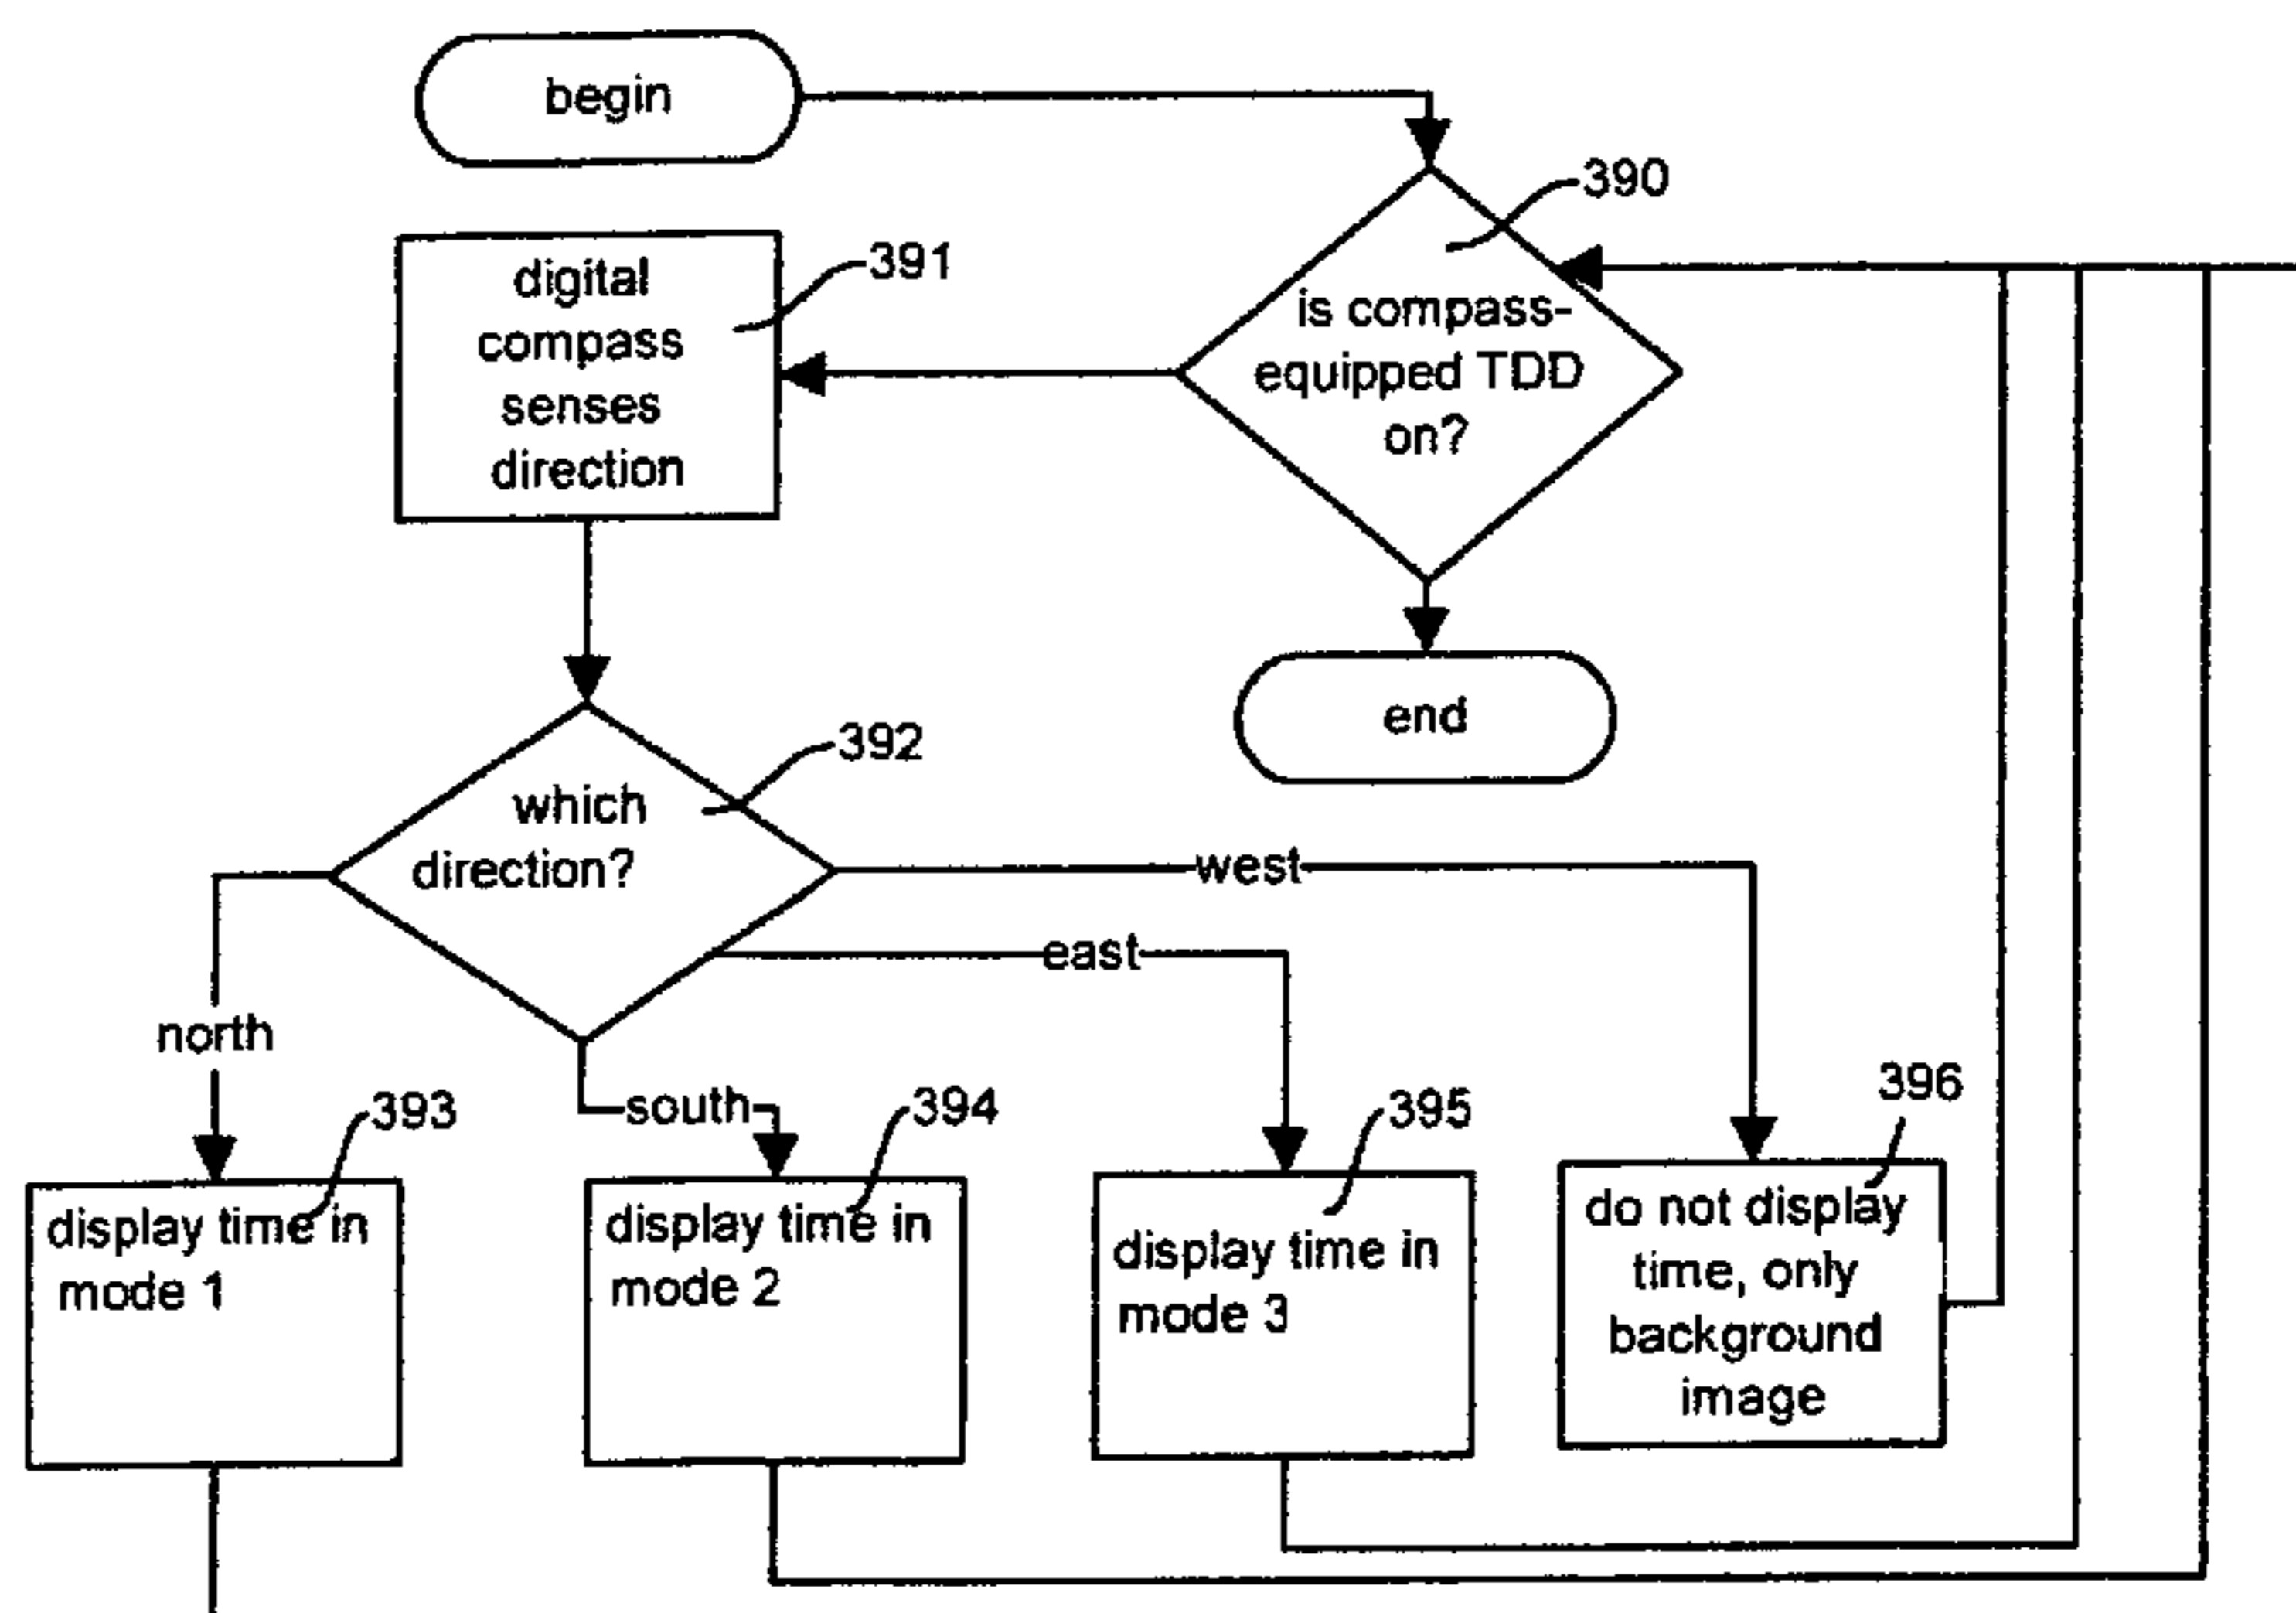 begin
390
391
digital
compass
senses
direction
is compass-
equipped TDD
on?
end
392
which
direction?
west
east
north
south
393
394
395
396
display time in
mode 1
display time in
mode 2
display time in
mode 3
do not display
time, only
background
image